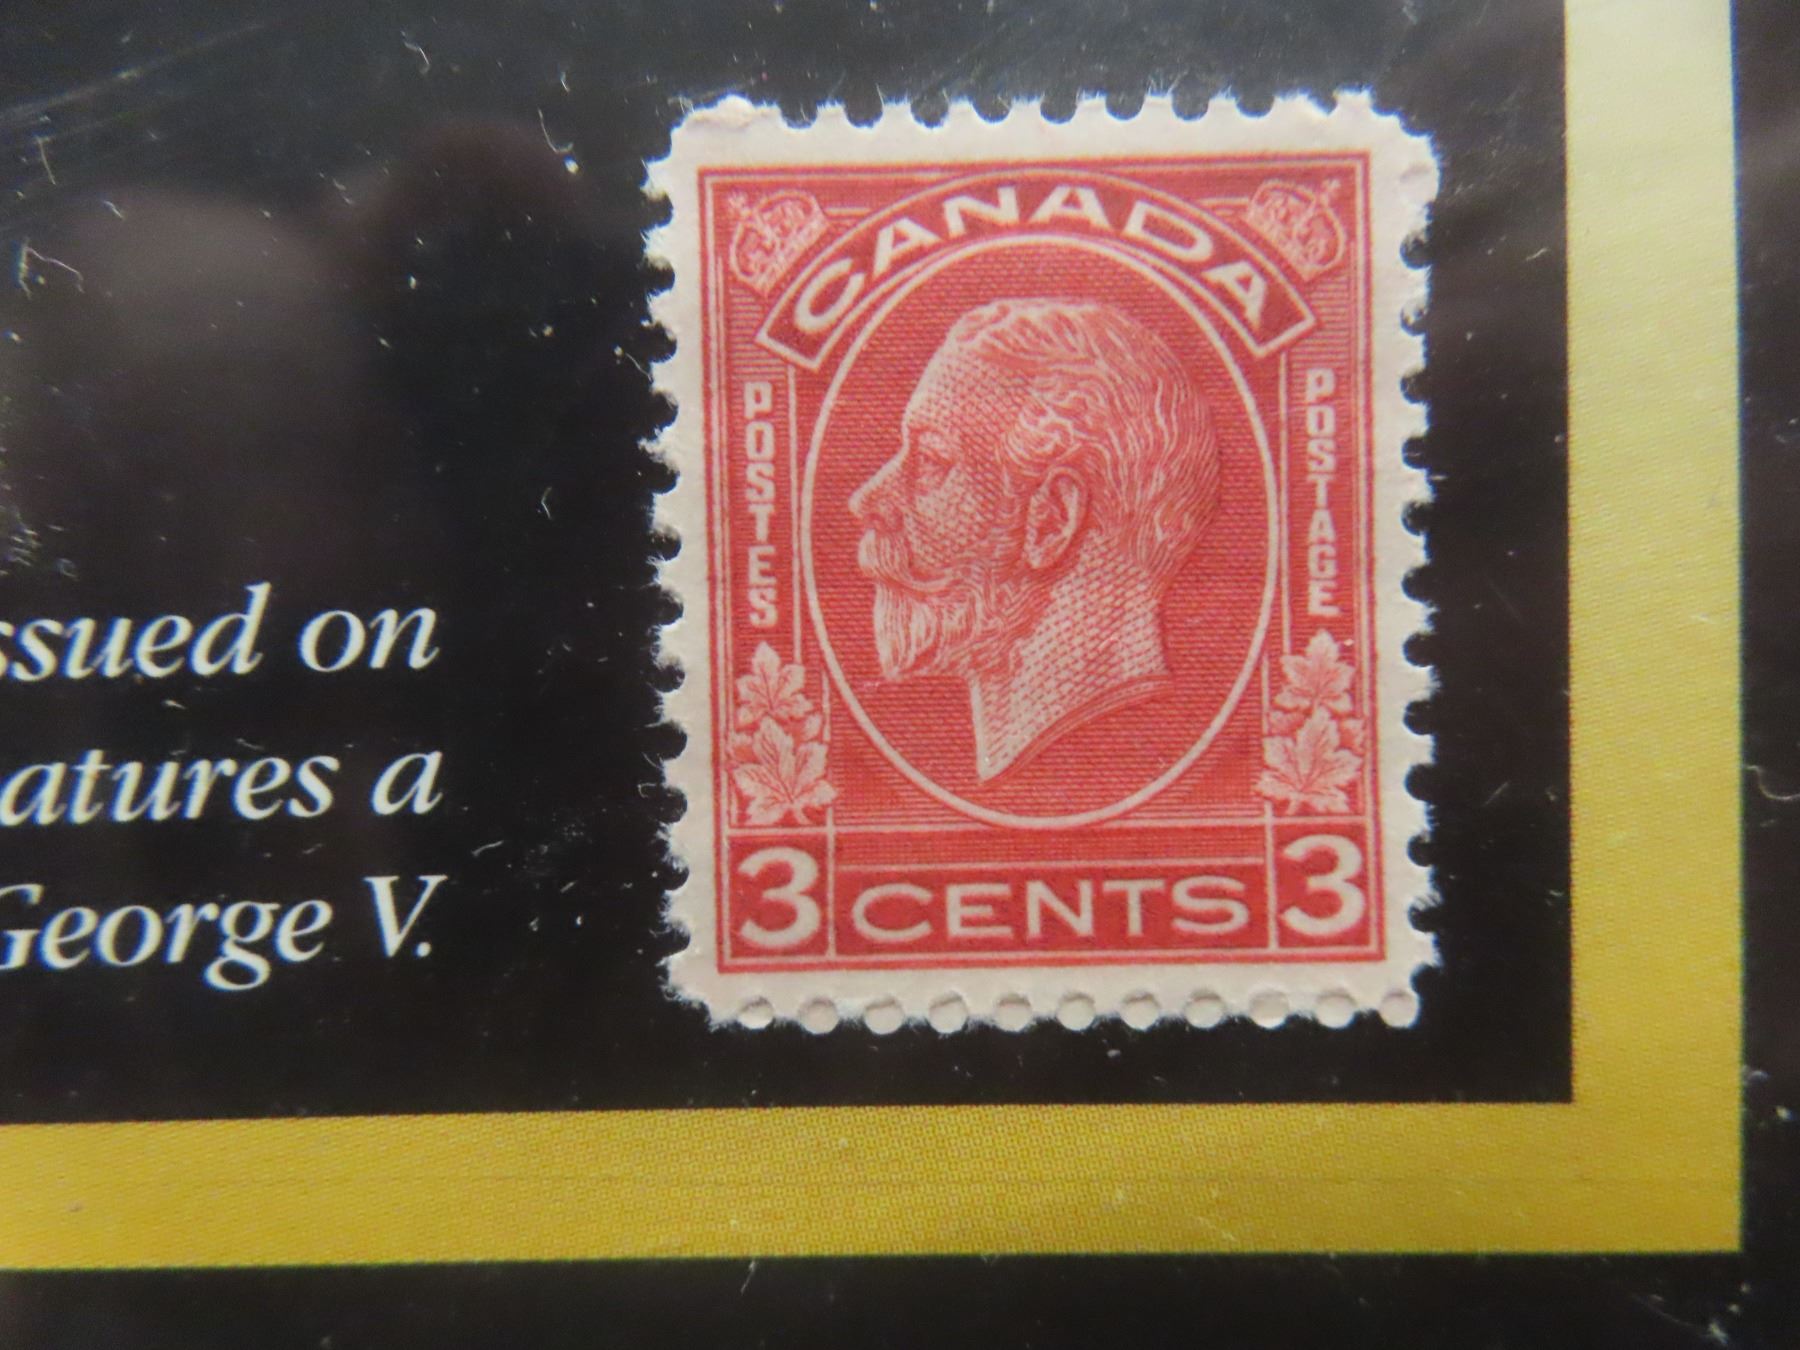 CANADA
POSTES
POSTAGE
3 CENTS 3
ssued on
atures a
George V.